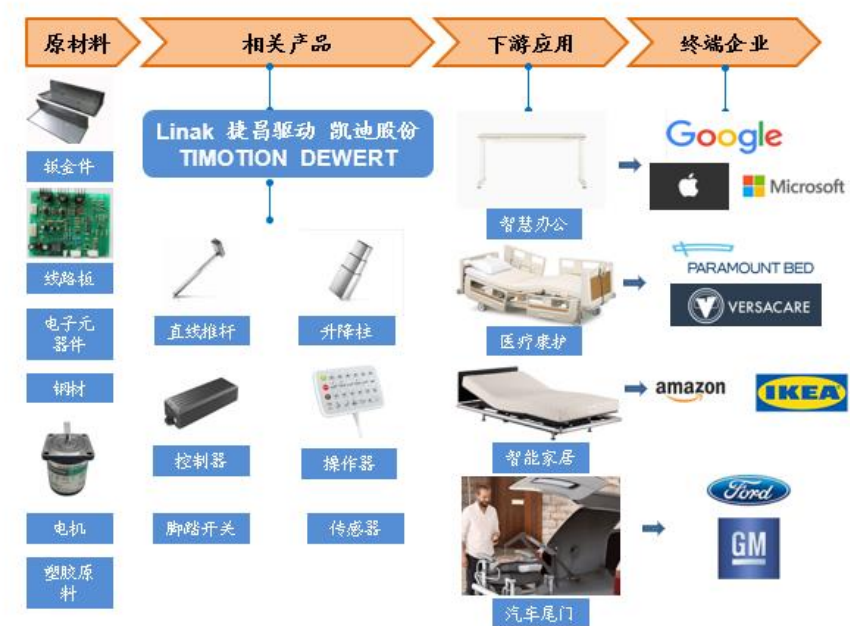 原材料
相关产品
下游应用
终端企业
钣金件
线路板
电子元
器件
钢材
电机
塑胶原
料
Linak 捷昌驱动 凯迪股份
TIMOTION DEWERT
直线推杆
升降柱
控制器
操作器
脚踏开关
传感器
智慧办公
医疗康护
智能家居
汽车尾门
Google
Microsoft
PARAMOUNT BED
V VERSACARE
amazon
IKEA
Ford
GM